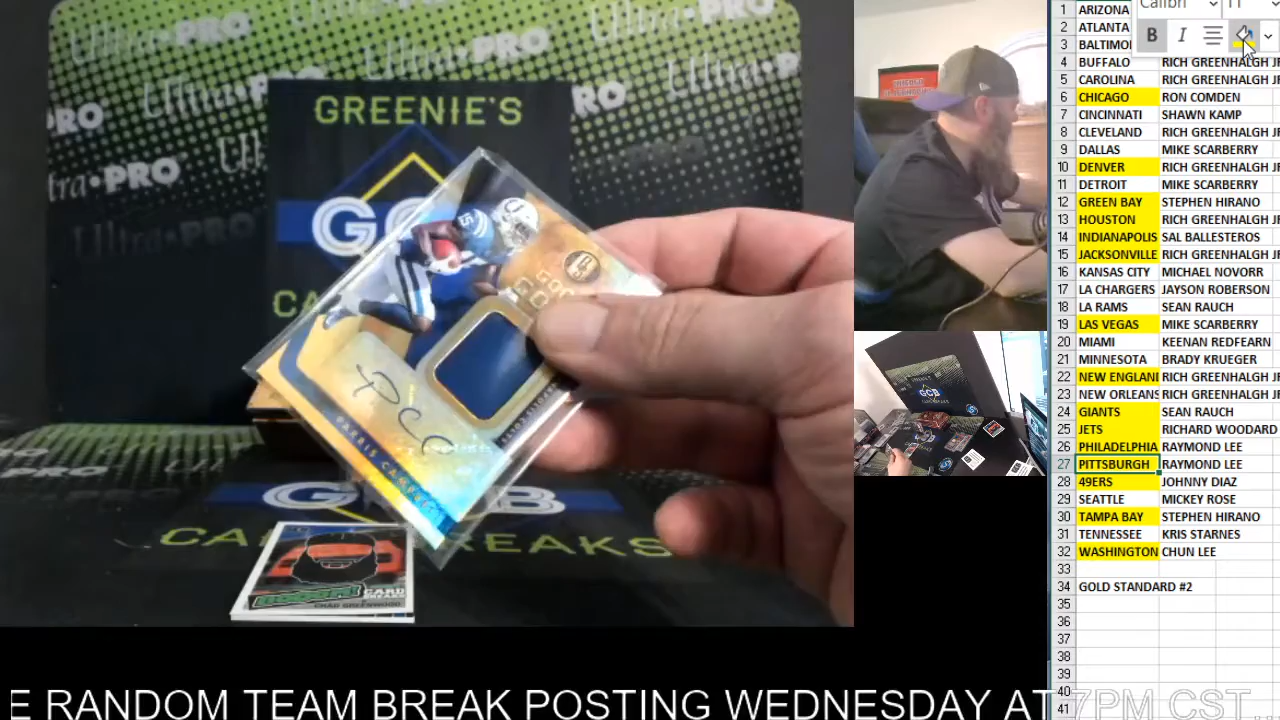 Ultra•PRO
GREENIE'S
GCB
PARRIS CAMPBELL
CHAD GREENWOOD
E RANDOM TEAM BREAK POSTING WEDNESDAY AT 7PM CST
Calibri 11
B I
1 ARIZONA
2 ATLANTA
3 BALTIMO
4 BUFFALO RICH GREENHALGH JR
5 CAROLINA RICH GREENHALGH JR
6 CHICAGO RON COMDEN
7 CINCINNATI SHAWN KAMP
8 CLEVELAND RICH GREENHALGH JR
9 DALLAS MIKE SCARBERRY
10 DENVER RICH GREENHALGH JR
11 DETROIT MIKE SCARBERRY
12 GREEN BAY STEPHEN HIRANO
13 HOUSTON RICH GREENHALGH JR
14 INDIANAPOLIS SAL BALLESTEROS
15 JACKSONVILLE RICH GREENHALGH JR
16 KANSAS CITY MICHAEL NOVORR
17 LA CHARGERS JAYSON ROBERSON
18 LA RAMS SEAN RAUCH
19 LAS VEGAS MIKE SCARBERRY
20 MIAMI KEENAN REDFEARN
21 MINNESOTA BRADY KRUEGER
22 NEW ENGLAND RICH GREENHALGH JR
23 NEW ORLEANS RICH GREENHALGH JR
24 GIANTS SEAN RAUCH
25 JETS RICHARD WOODARD
26 PHILADELPHIA RAYMOND LEE
27 PITTSBURGH RAYMOND LEE
28 49ERS JOHNNY DIAZ
29 SEATTLE MICKEY ROSE
30 TAMPA BAY STEPHEN HIRANO
31 TENNESSEE KRIS STARNES
32 WASHINGTON CHUN LEE
33
34 GOLD STANDARD #2
35
36
37
38
39
40
41